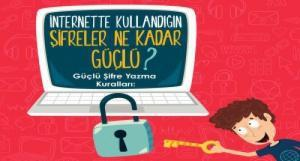 İNTERNETTE KULLANDIĞIN
ŞİFRELER NE KADAR
GÜÇLÜ?
Güçlü Şifre Yazma
Kuralları: